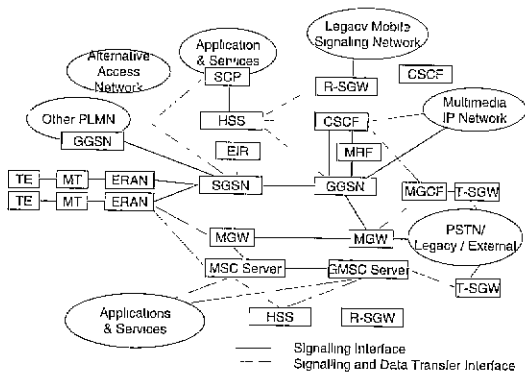 Legacy Mobile
Signaling Network
Alternative
Access
Network
Application
& Services
SCP
R-SGW
CSCF
Other PLMN
GGSN
HSS
CSCF
Multimedia
IP Network
EIR
MRF
TE
MT
ERAN
SGSN
GGSN
MGCF
T-SGW
TE
MT
ERAN
MGW
MGW
PSTN/
Legacy / External
MSC Server
GMSC Server
T-SGW
Applications
& Services
HSS
R-SGW
Signalling Interface
Signalling and Data Transfer Interface